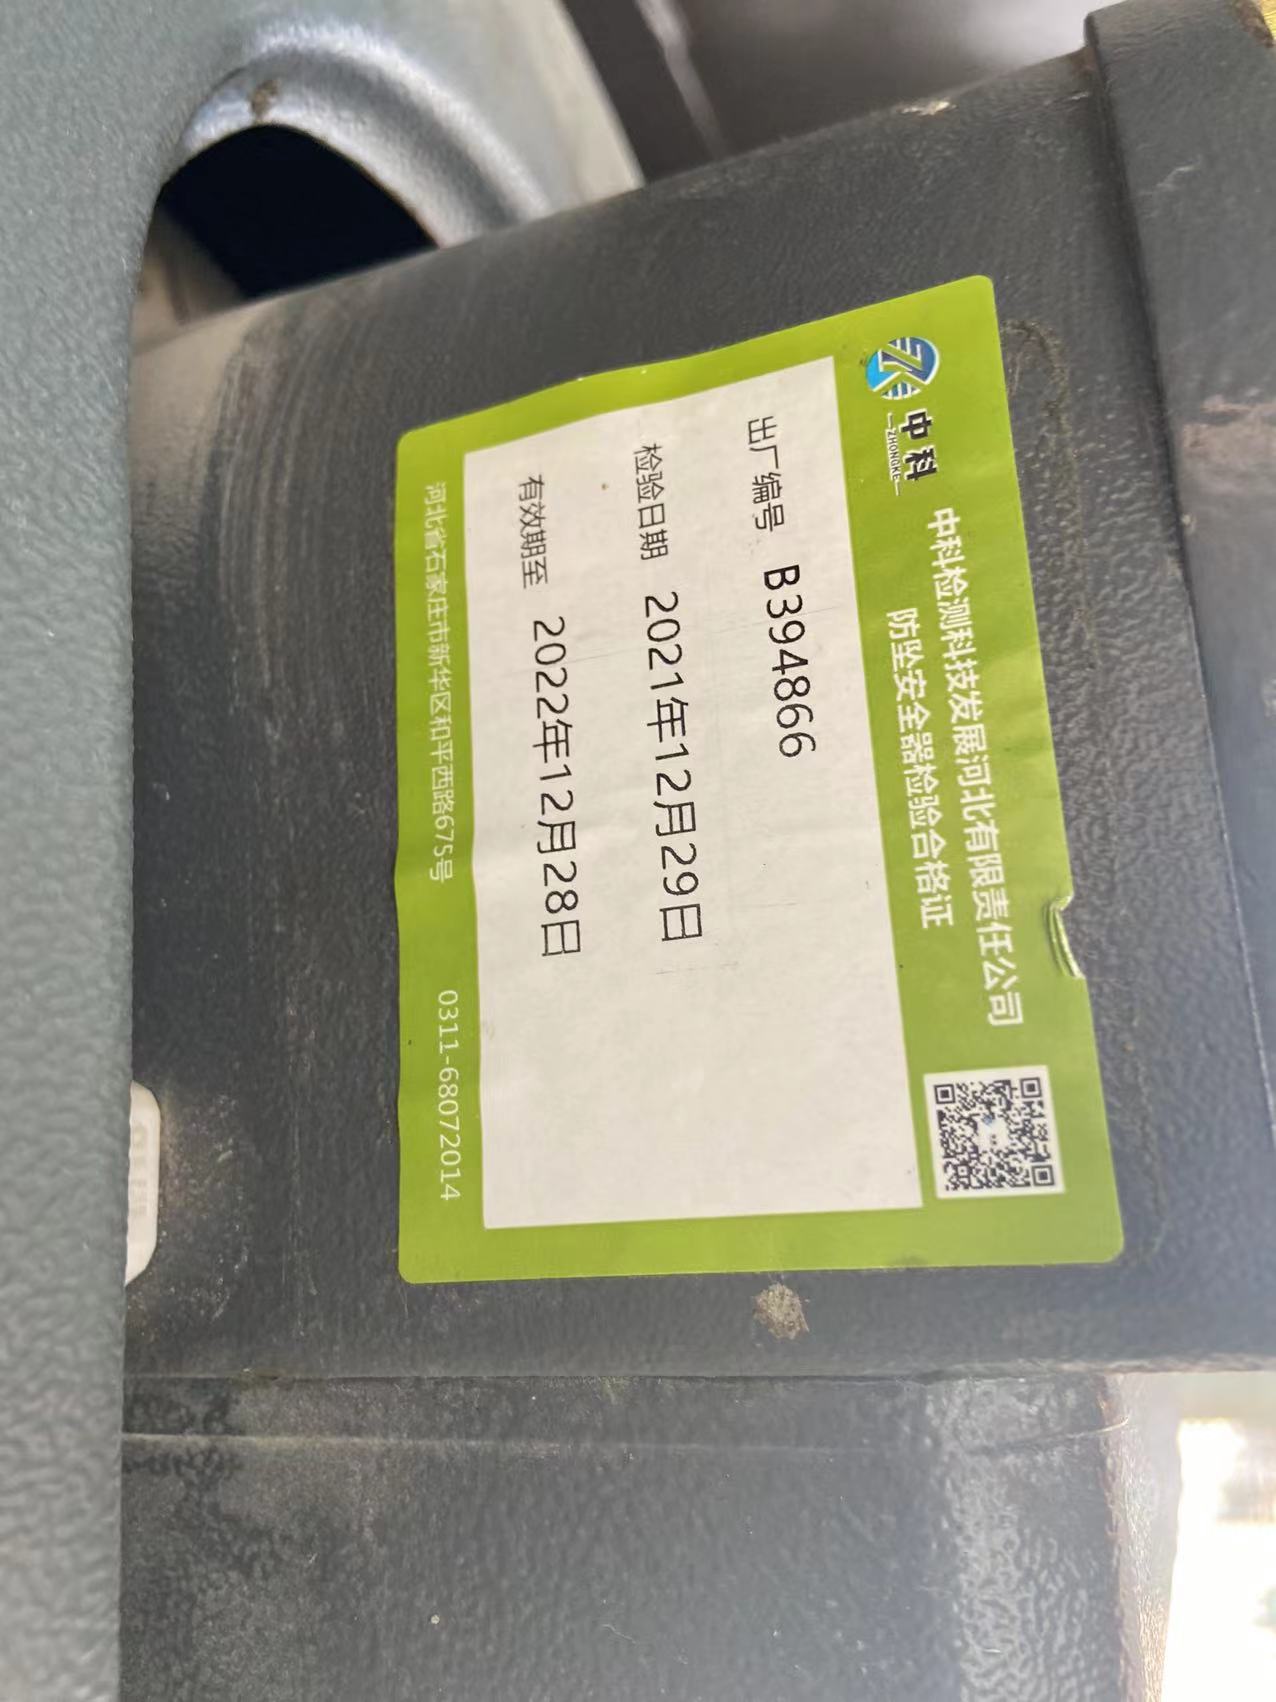 中科
ZHONGKE
中科检测科技发展河北有限责任公司
防坠安全器检验合格证
出厂编号 B394866
检验日期 2021年12月29日
有效期至 2022年12月28日
河北省石家庄市新华区和平西路675号 0311-68072014